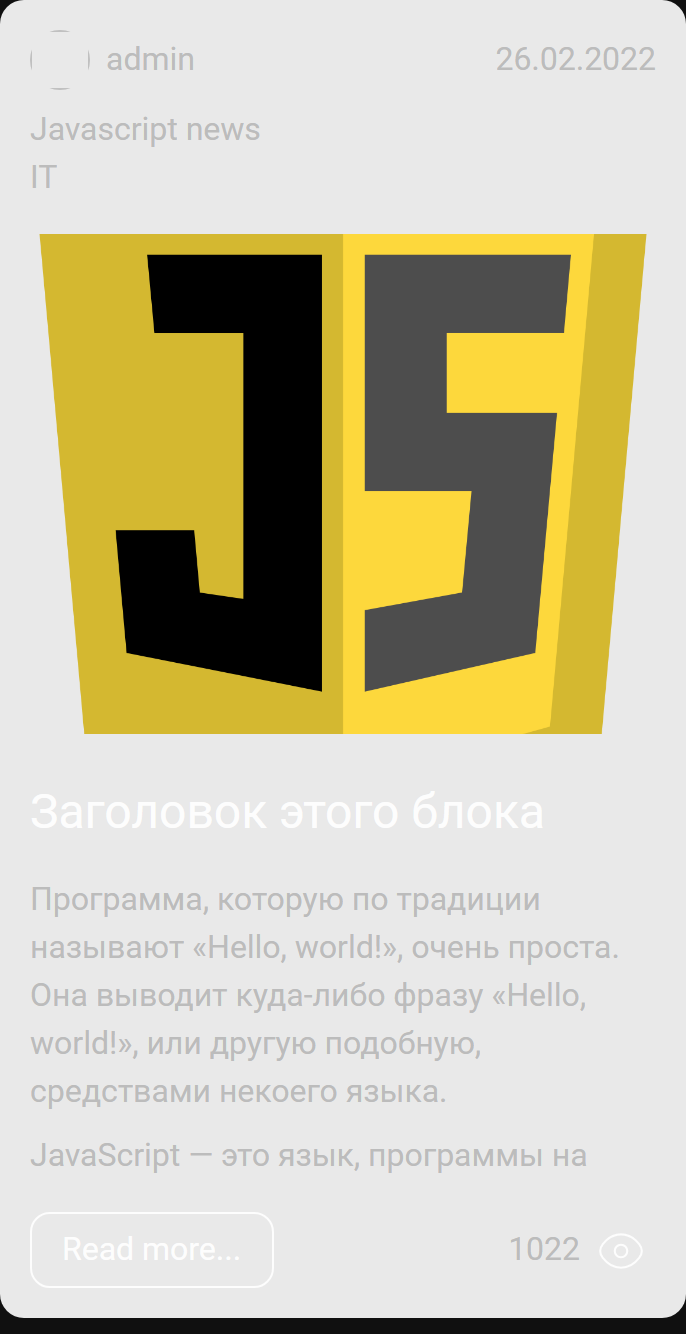 admin 26.02.2022
Javascript news
IT
JS
Заголовок этого блока
Программа, которую по традиции
называют «Hello, world!», очень проста.
Она выводит куда-либо фразу «Hello,
world!», или другую подобную,
средствами некоего языка.
JavaScript — это язык, программы на
Read more... 1022